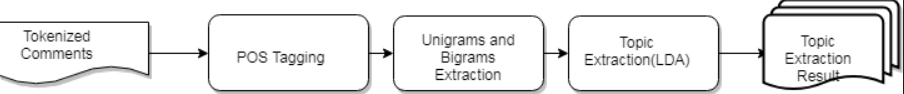 Tokenized
Comments
POS Tagging
Unigrams and
Bigrams
Extraction
Topic
Extraction(LDA)
Topic
Extraction
Result